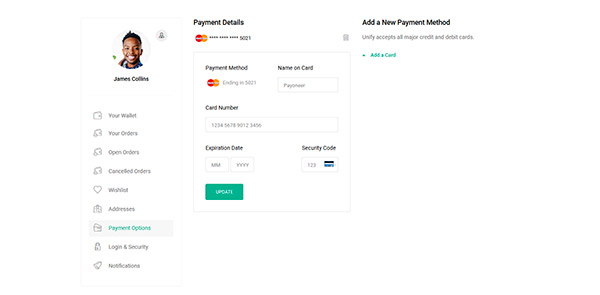 James Collins
Your Wallet
Your Orders
Open Orders
Cancelled Orders
Wishlist
Addresses
Payment Options
Login & Security
Notifications
Payment Details
**** **** **** 5021
Payment Method
Name on Card
Ending in 5021
Payoneer
Card Number
1234 5678 9012 3456
Expiration Date
Security Code
MM
YYYY
123
UPDATE
Add a New Payment Method
Unify accepts all major credit and debit cards.
Add a Card